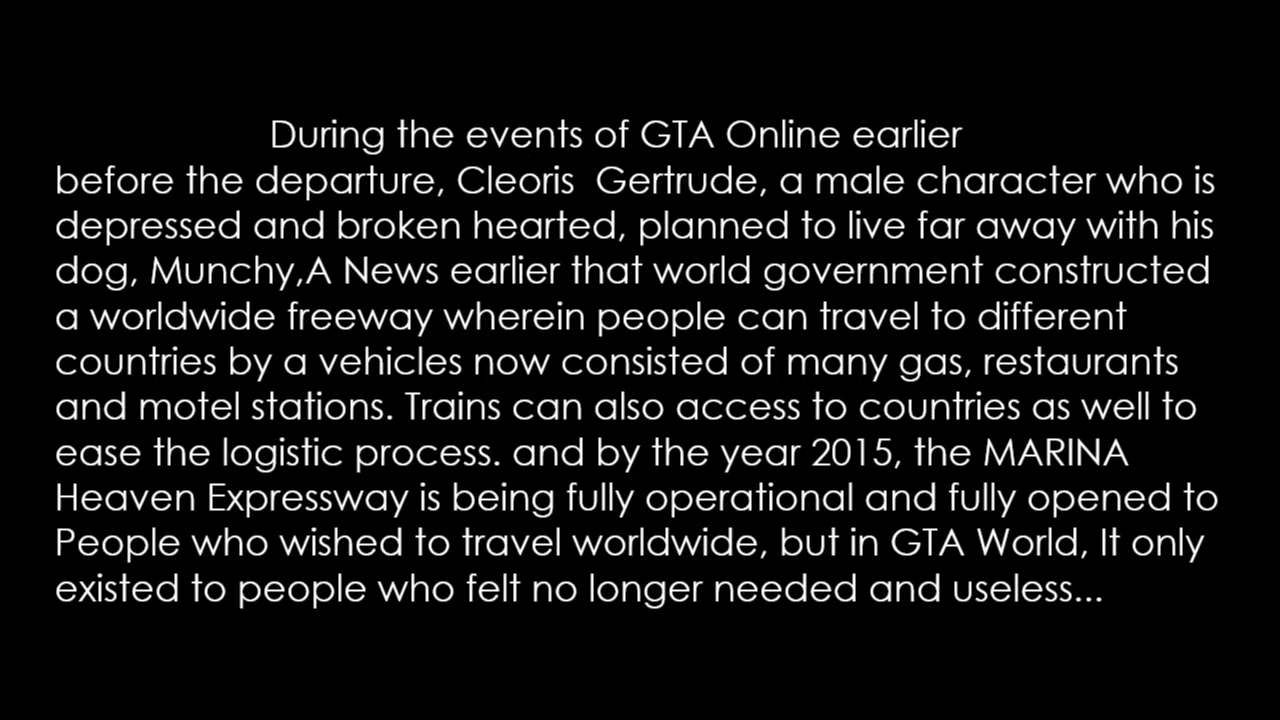 During the events of GTA Online earlier
before the departure, Cleoris  Gertrude, a male character who is
depressed and broken hearted, planned to live far away with his
dog, Munchy,A News earlier that world government constructed
a worldwide freeway wherein people can travel to different
countries by a vehicles now consisted of many gas, restaurants
and motel stations. Trains can also access to countries as well to
ease the logistic process. and by the year 2015, the MARINA
Heaven Expressway is being fully operational and fully opened to
People who wished to travel worldwide, but in GTA World, It only
existed to people who felt no longer needed and useless...